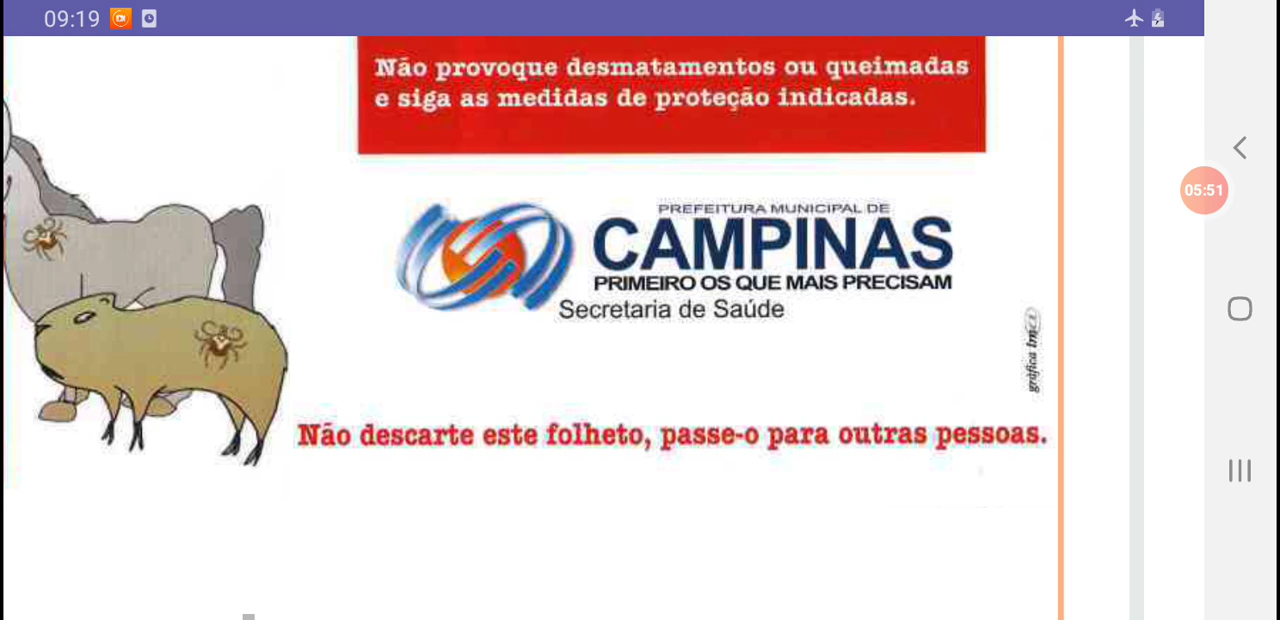 09:19
Não provoque desmatamentos ou queimadas
e siga as medidas de proteção indicadas.
05:51
PREFEITURA MUNICIPAL DE
CAMPINAS
PRIMEIRO OS QUE MAIS PRECISAM
Secretaria de Saúde
gráfica
Não descarte este folheto, passe-o para outras pessoas.